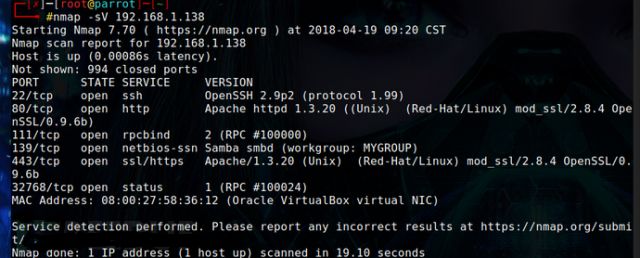 [✗]─[root@parrot]─[~]
#nmap -sV 192.168.1.138
Starting Nmap 7.70 ( https://nmap.org ) at 2018-04-19 09:20 CST
Nmap scan report for 192.168.1.138
Host is up (0.00086s latency).
Not shown: 994 closed ports
PORT STATE SERVICE VERSION
22/tcp open ssh OpenSSH 2.9p2 (protocol 1.99)
80/tcp open http Apache httpd 1.3.20 ((Unix) (Red-Hat/Linux) mod_ssl/2.8.4 Ope
nSSL/0.9.6b)
111/tcp open rpcbind 2 (RPC #100000)
139/tcp open netbios-ssn Samba smbd (workgroup: MYGROUP)
443/tcp open ssl/https Apache/1.3.20 (Unix) (Red-Hat/Linux) mod_ssl/2.8.4 OpenSSL/0.
9.6b
32768/tcp open status 1 (RPC #100024)
MAC Address: 08:00:27:58:36:12 (Oracle VirtualBox virtual NIC)
Service detection performed. Please report any incorrect results at https://nmap.org/submi
t/ .
Nmap done: 1 IP address (1 host up) scanned in 19.10 seconds